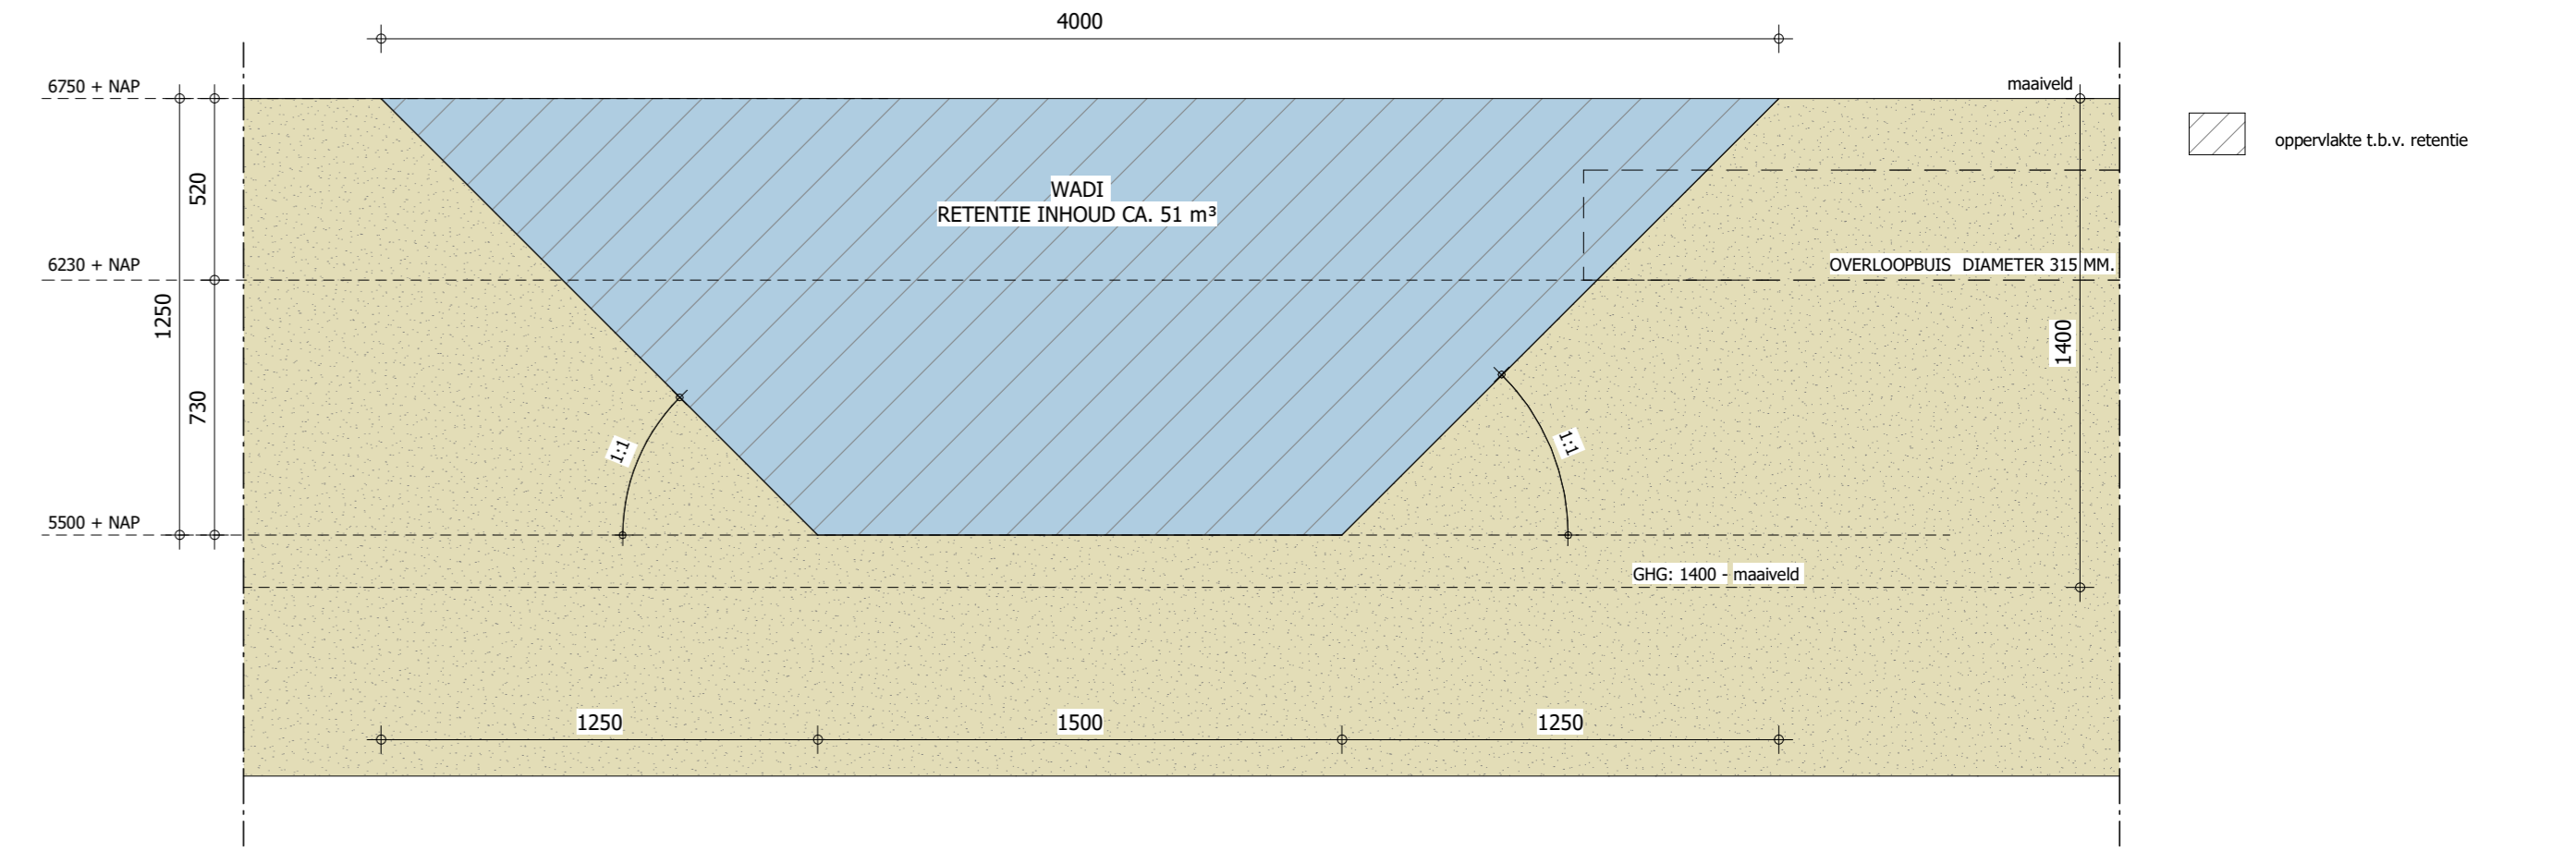 4000
6750 + NAP
maaiveld
oppervlakte t.b.v. retentie
520
WADI
RETENTIE INHOUD CA. 51 m³
6230 + NAP
OVERLOOPBUIS DIAMETER 315 MM.
1250
1400
730
1:1
1:1
5500 + NAP
GHG: 1400 - maaiveld
1250
1500
1250